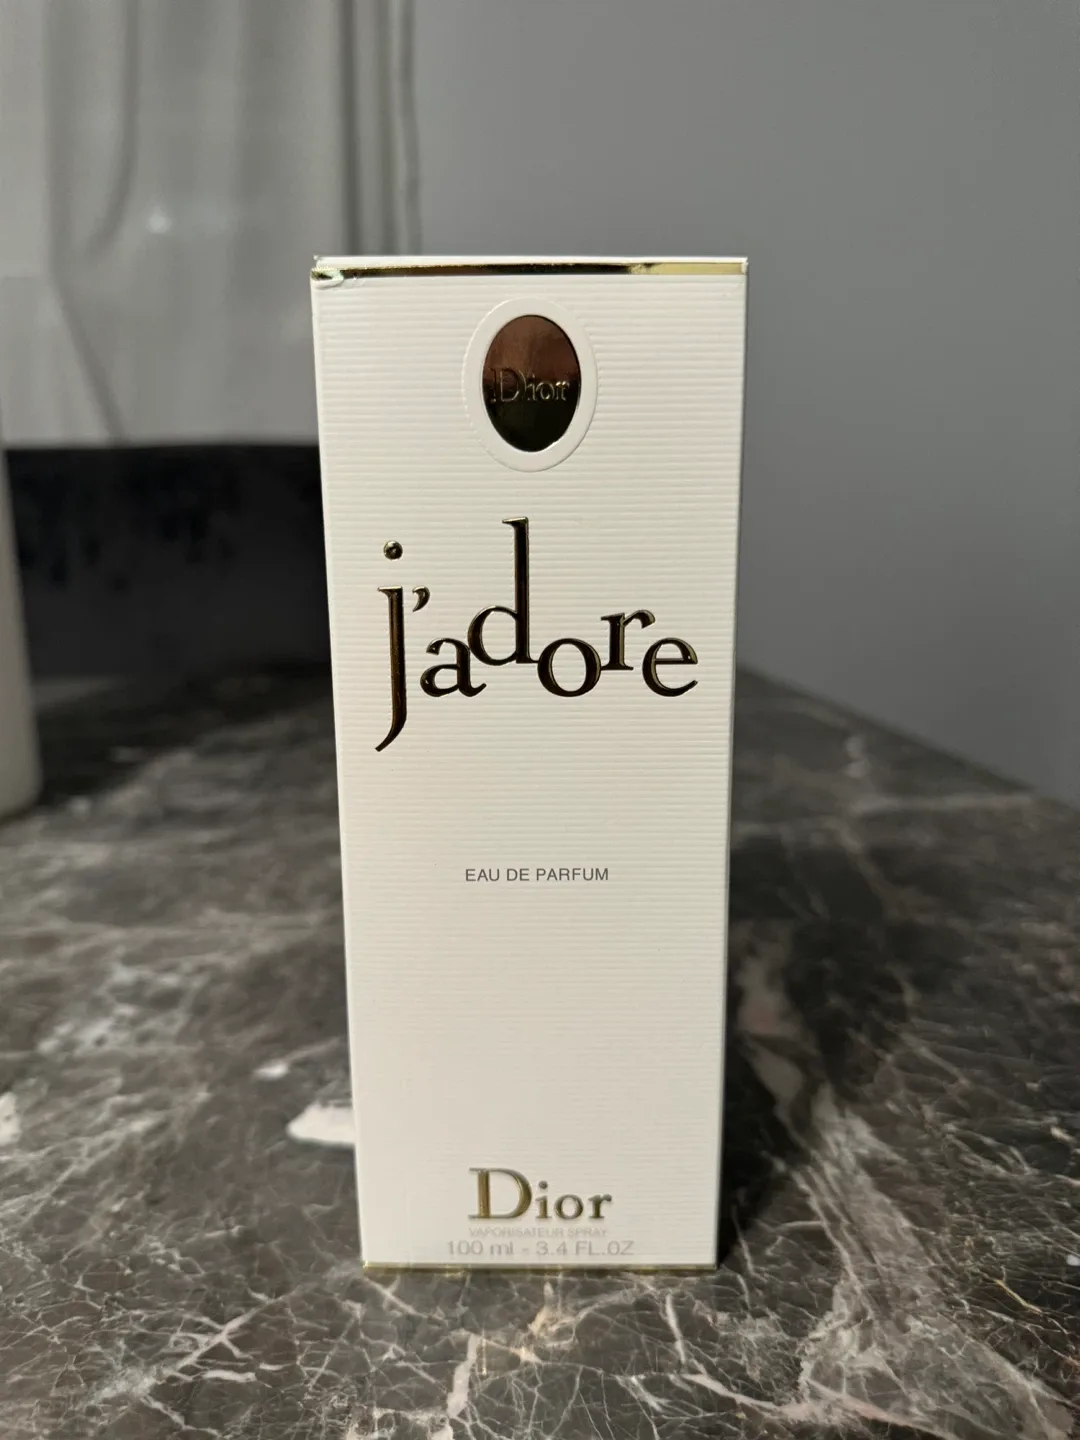 Dior
j'adore
EAU DE PARFUM
Dior
VAPORISATEUR SPRAY
100 ml - 3.4 FL.OZ